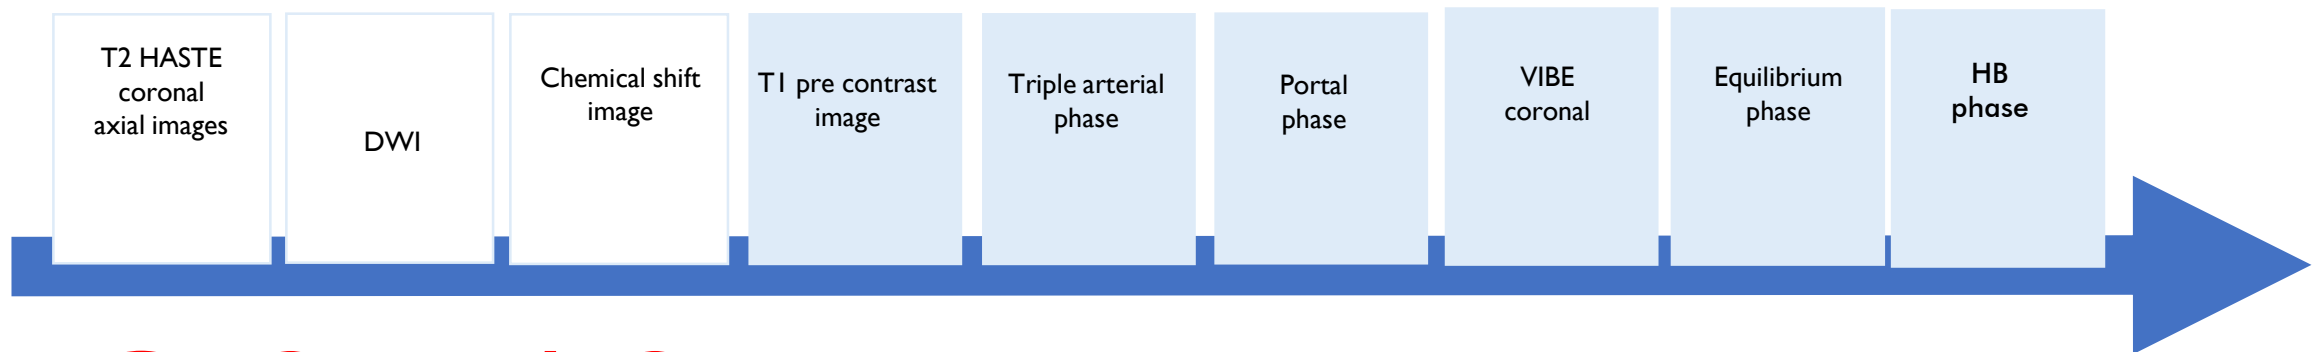 T2 HASTE
coronal
axial images
DWI
Chemical shift
image
T1 pre contrast
image
Triple arterial
phase
Portal
phase
VIBE
coronal
Equilibrium
phase
HB
phase